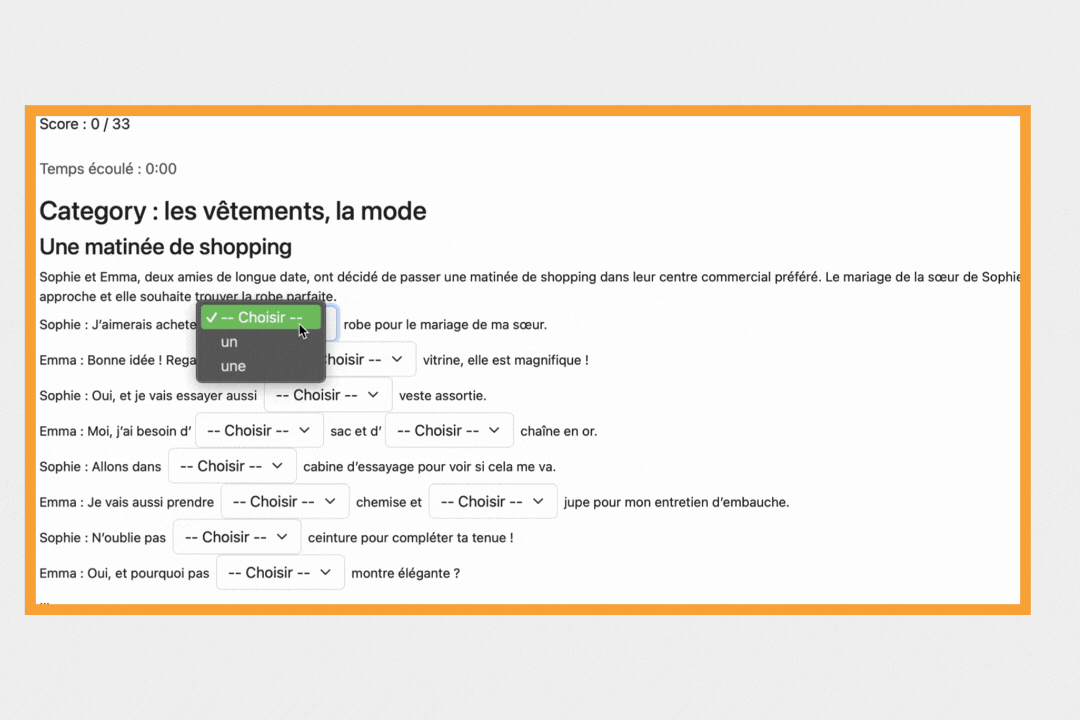 Score : 0 / 33
Temps écoulé : 0:00
Category : les vêtements, la mode
Une matinée de shopping
Sophie et Emma, deux amies de longue date, ont décidé de passer une matinée de shopping dans leur centre commercial préféré. Le mariage de la sœur de Sophie
approche et elle souhaite trouver la robe parfaite.
✓ -- Choisir --
un
une
Sophie : J’aimerais achete robe pour le mariage de ma sœur.
Emma : Bonne idée ! Rega hoisir -- vitrine, elle est magnifique !
Sophie : Oui, et je vais essayer aussi -- Choisir -- veste assortie.
Emma : Moi, j’ai besoin d’ -- Choisir -- sac et d’ -- Choisir -- chaîne en or.
Sophie : Allons dans -- Choisir -- cabine d’essayage pour voir si cela me va.
Emma : Je vais aussi prendre -- Choisir -- chemise et -- Choisir -- jupe pour mon entretien d’embauche.
Sophie : N’oublie pas -- Choisir -- ceinture pour compléter ta tenue !
Emma : Oui, et pourquoi pas -- Choisir -- montre élégante ?